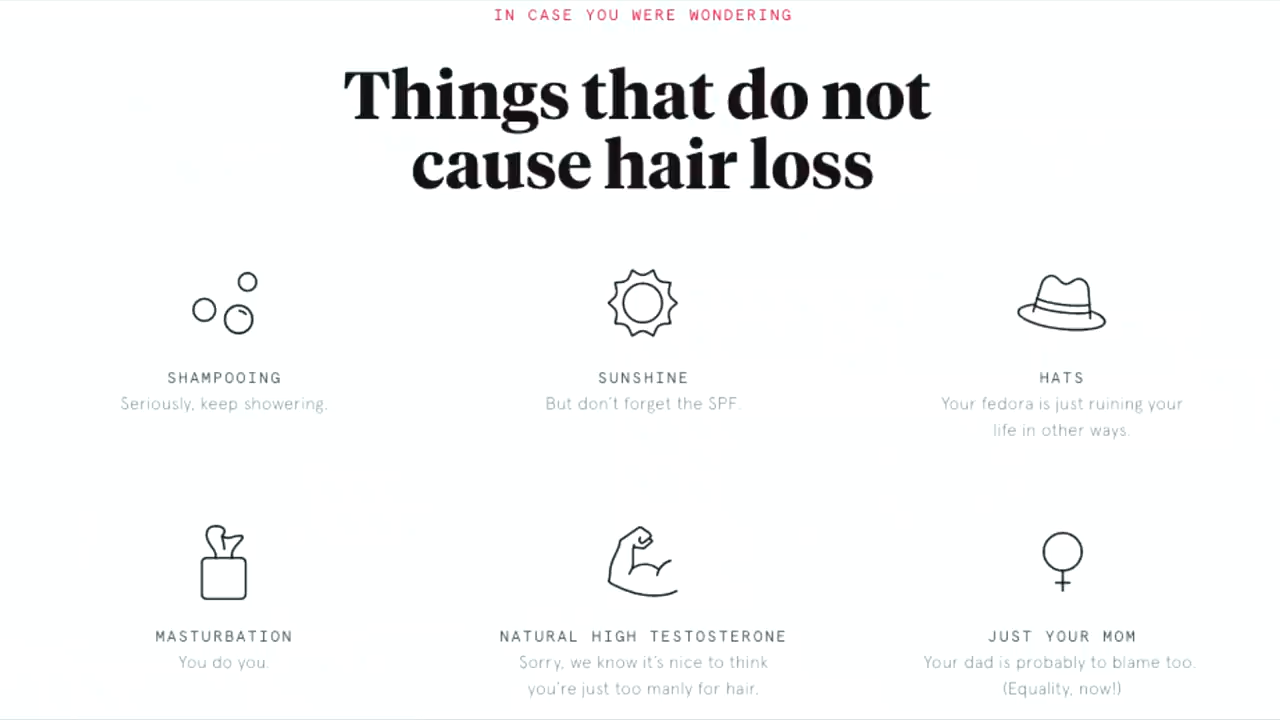 IN CASE YOU WERE WONDERING
Things that do not
cause hair loss
SHAMPOOING
Seriously, keep showering.
SUNSHINE
But don't forget the SPF.
HATS
Your fedora is just ruining your
life in other ways.
MASTURBATION
You do you.
NATURAL HIGH TESTOSTERONE
Sorry, we know it's nice to think
you're just too manly for hair.
JUST YOUR MOM
Your dad is probably to blame too.
(Equality, now!)